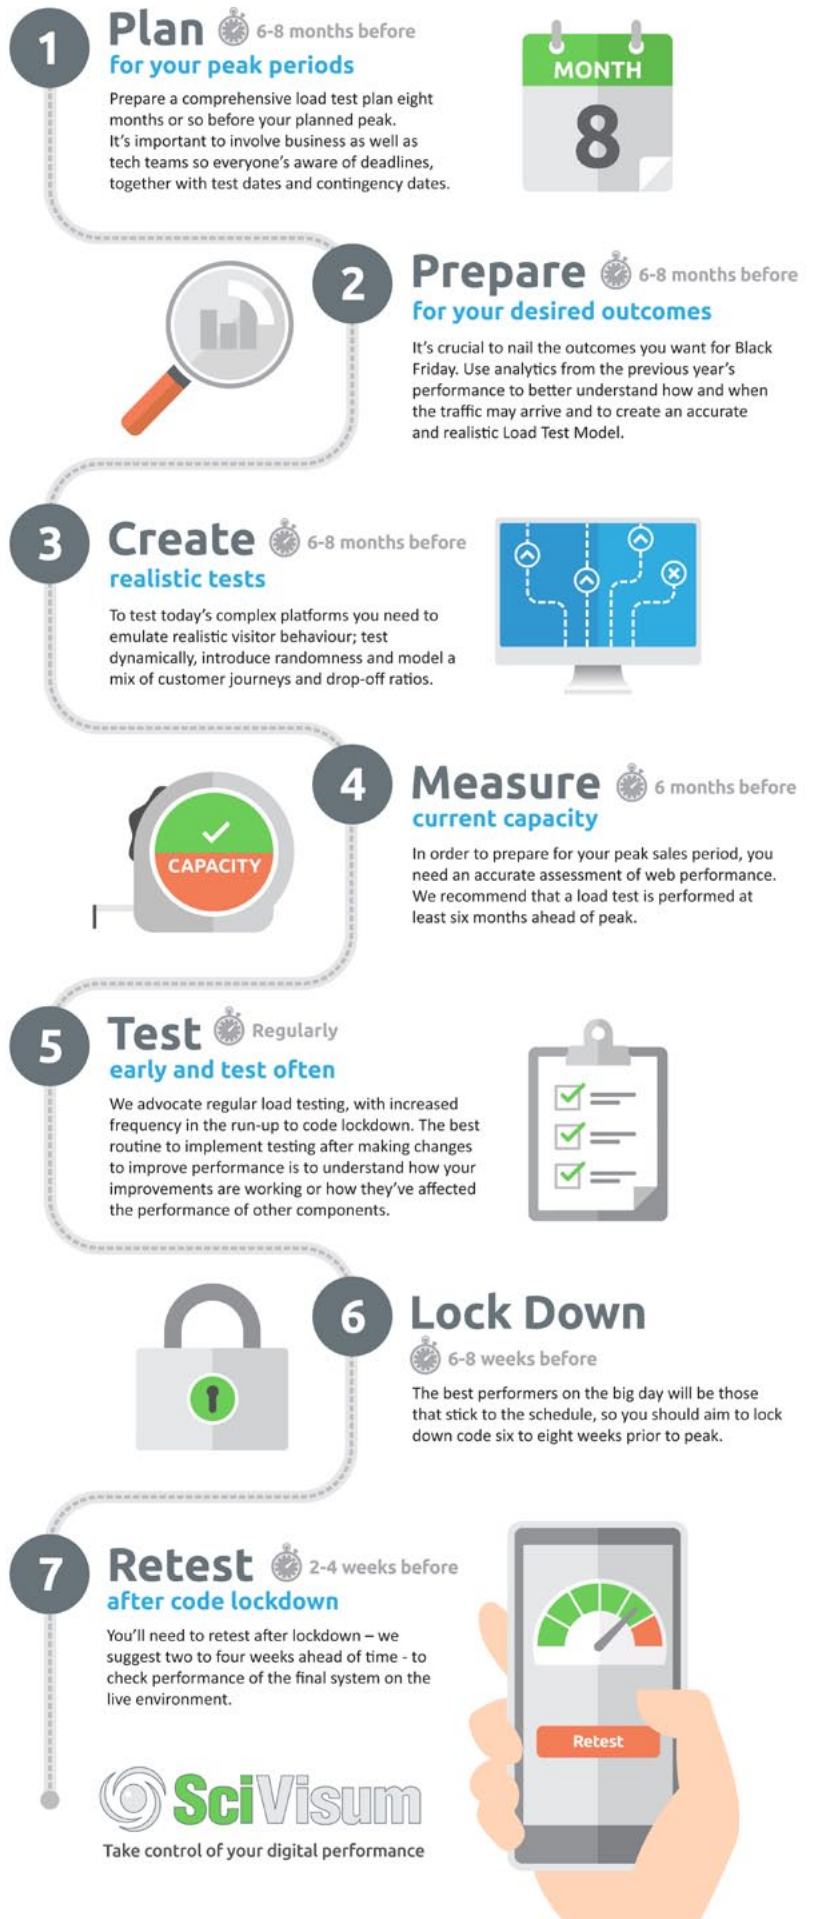 1
Plan 6-8 months before
for your peak periods
Prepare a comprehensive load test plan eight
months or so before your planned peak.
It's important to involve business as well as
tech teams so everyone's aware of deadlines,
together with test dates and contingency dates.
MONTH
8
2
Prepare 6-8 months before
for your desired outcomes
It's crucial to nail the outcomes you want for Black
Friday. Use analytics from the previous year's
performance to better understand how and when
the traffic may arrive and to create an accurate
and realistic Load Test Model.
3
Create 6-8 months before
realistic tests
To test today's complex platforms you need to
emulate realistic visitor behaviour; test
dynamically, introduce randomness and model a
mix of customer journeys and drop-off ratios.
4
Measure 6 months before
current capacity
In order to prepare for your peak sales period, you
need an accurate assessment of web performance.
We recommend that a load test is performed at
least six months ahead of peak.
CAPACITY
5
Test Regularly
early and test often
We advocate regular load testing, with increased
frequency in the run-up to code lockdown. The best
routine to implement testing after making changes
to improve performance is to understand how your
improvements are working or how they've affected
the performance of other components.
6
Lock Down
6-8 weeks before
The best performers on the big day will be those
that stick to the schedule, so you should aim to lock
down code six to eight weeks prior to peak.
7
Retest 2-4 weeks before
after code lockdown
You'll need to retest after lockdown – we
suggest two to four weeks ahead of time - to
check performance of the final system on the
live environment.
Retest
SciVisum
Take control of your digital performance